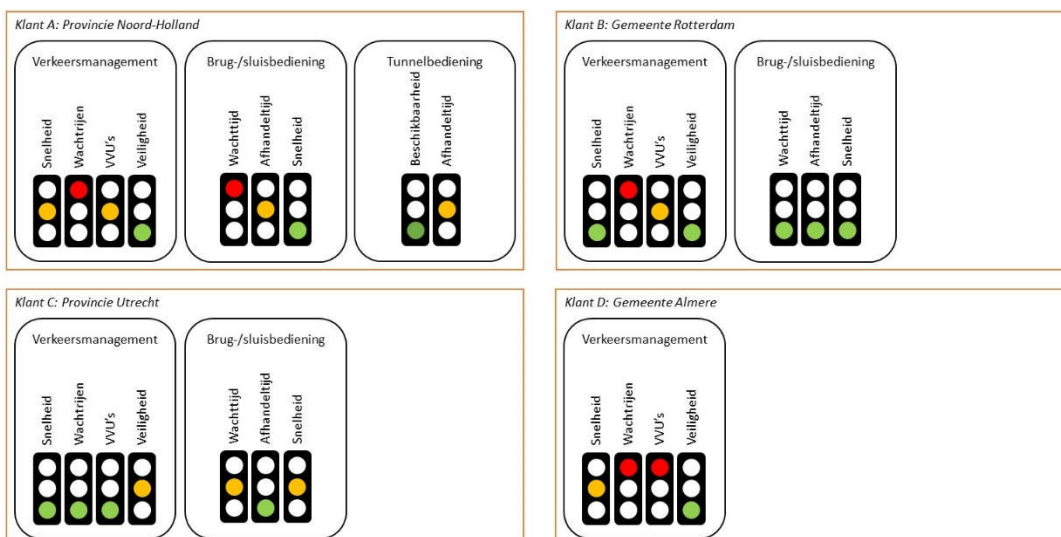 Klant A: Provincie Noord-Holland
Verkeersmanagement
Snelheid
Wachtrijen
VVU's
Veiligheid
Brug-/sluisbediening
Wachttijd
Afhandeltijd
Snelheid
Tunnelbediening
Beschikbaarheid
Afhandeltijd
Klant B: Gemeente Rotterdam
Verkeersmanagement
Snelheid
Wachtrijen
VVU's
Veiligheid
Brug-/sluisbediening
Wachttijd
Afhandeltijd
Snelheid
Klant C: Provincie Utrecht
Verkeersmanagement
Snelheid
Wachtrijen
VVU's
Veiligheid
Brug-/sluisbediening
Wachttijd
Afhandeltijd
Snelheid
Klant D: Gemeente Almere
Verkeersmanagement
Snelheid
Wachtrijen
VVU's
Veiligheid